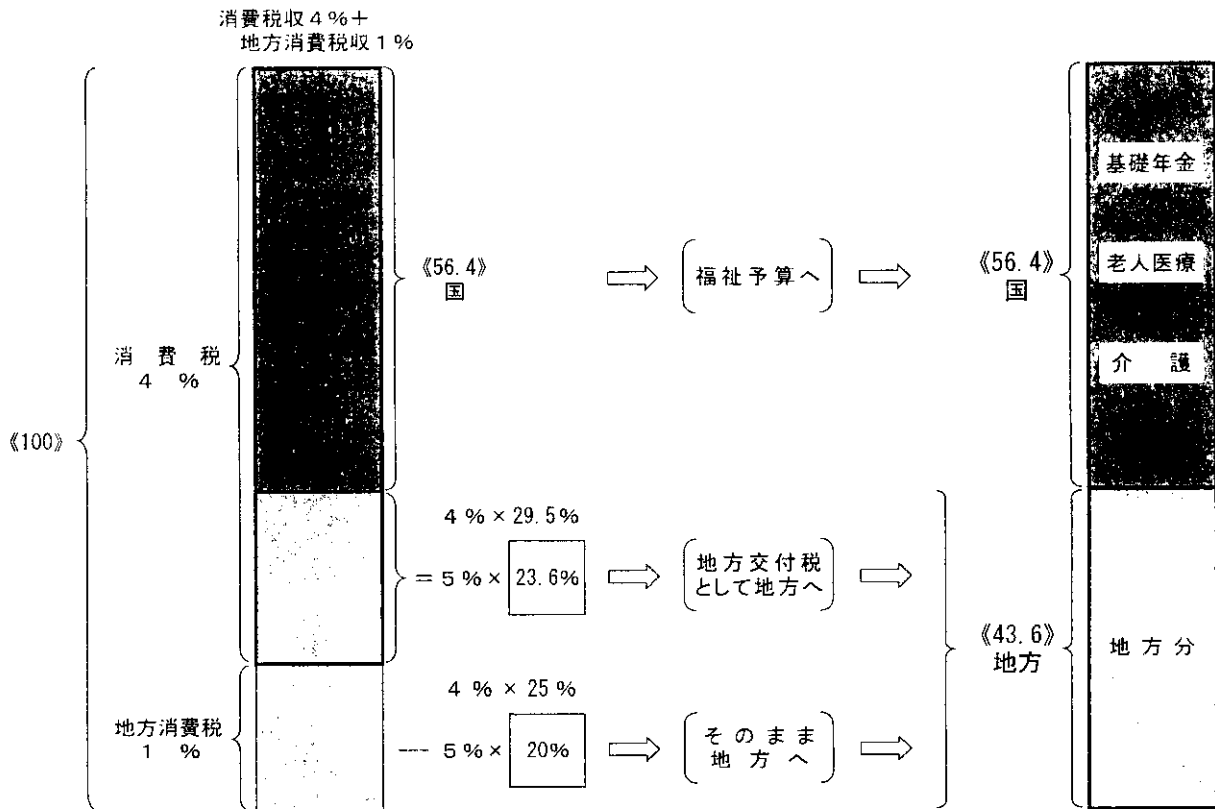 消費税収4%+
地方消費税収1%
《100》
消費税
4 %
地方消費税
1 %
《56.4》
国
福祉予算へ
4%×29.5%
=5%× 23.6%
地方交付税
として地方へ
4%×25%
5%× 20%
そのまま
地方へ
《56.4》
国
《43.6》
地方
基礎年金
老人医療
介護
地方分